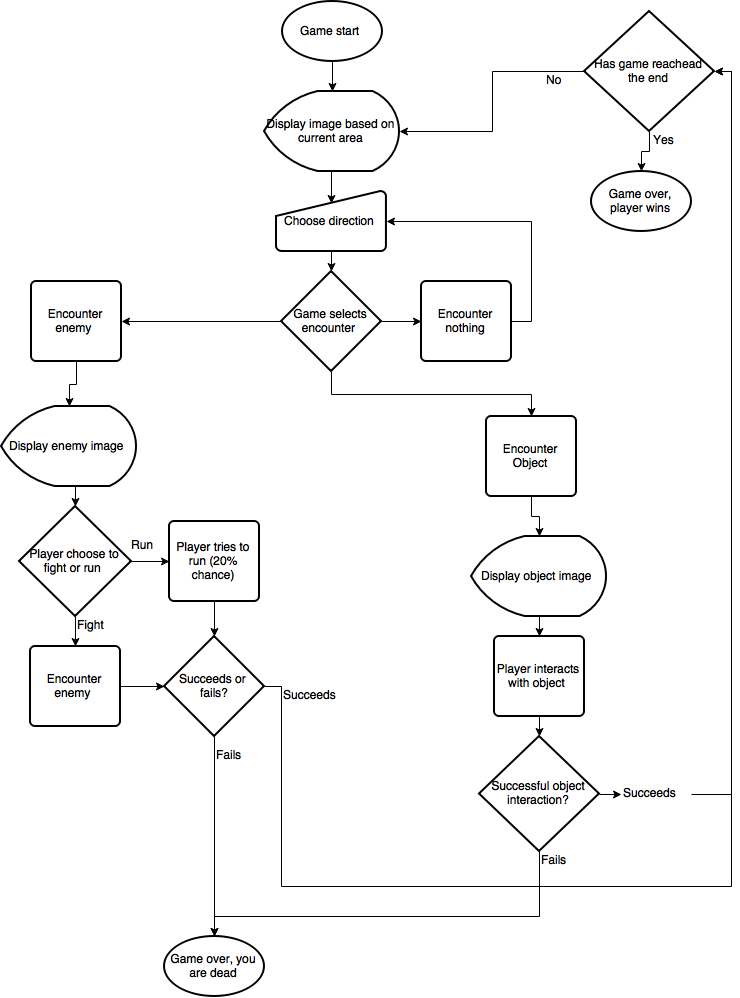 Game start
Has game reachead
the end
No
Display image based on
current area
Yes
Game over,
player wins
Choose direction
Encounter
enemy
Game selects
encounter
Encounter
nothing
Display enemy image
Encounter
Object
Player choose to
fight or run
Run
Player tries to
run (20%
chance)
Display object image
Fight
Encounter
enemy
Succeeds or
fails?
Succeeds
Player interacts
with object
Fails
Successful object
interaction?
Succeeds
Fails
Game over, you
are dead